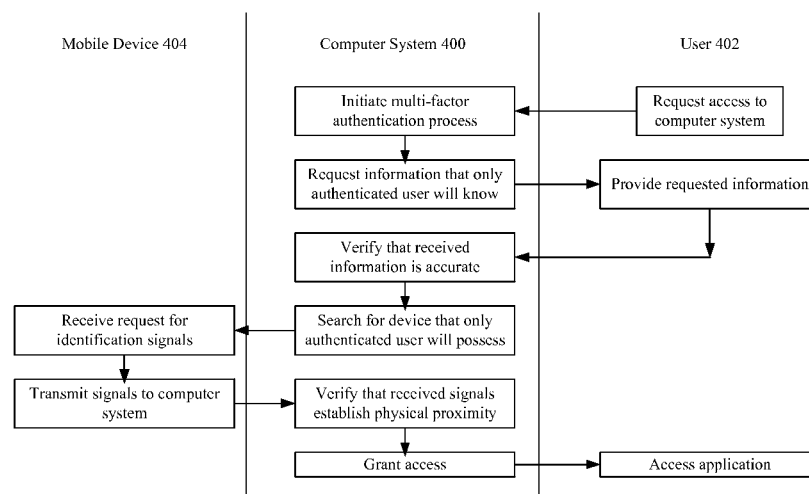 Mobile Device 404
Computer System 400
User 402
Initiate multi-factor
authentication process
Request access to
computer system
Request information that only
authenticated user will know
Provide requested information
Verify that received
information is accurate
Receive request for
identification signals
Search for device that only
authenticated user will possess
Transmit signals to computer
system
Verify that received signals
establish physical proximity
Grant access
Access application